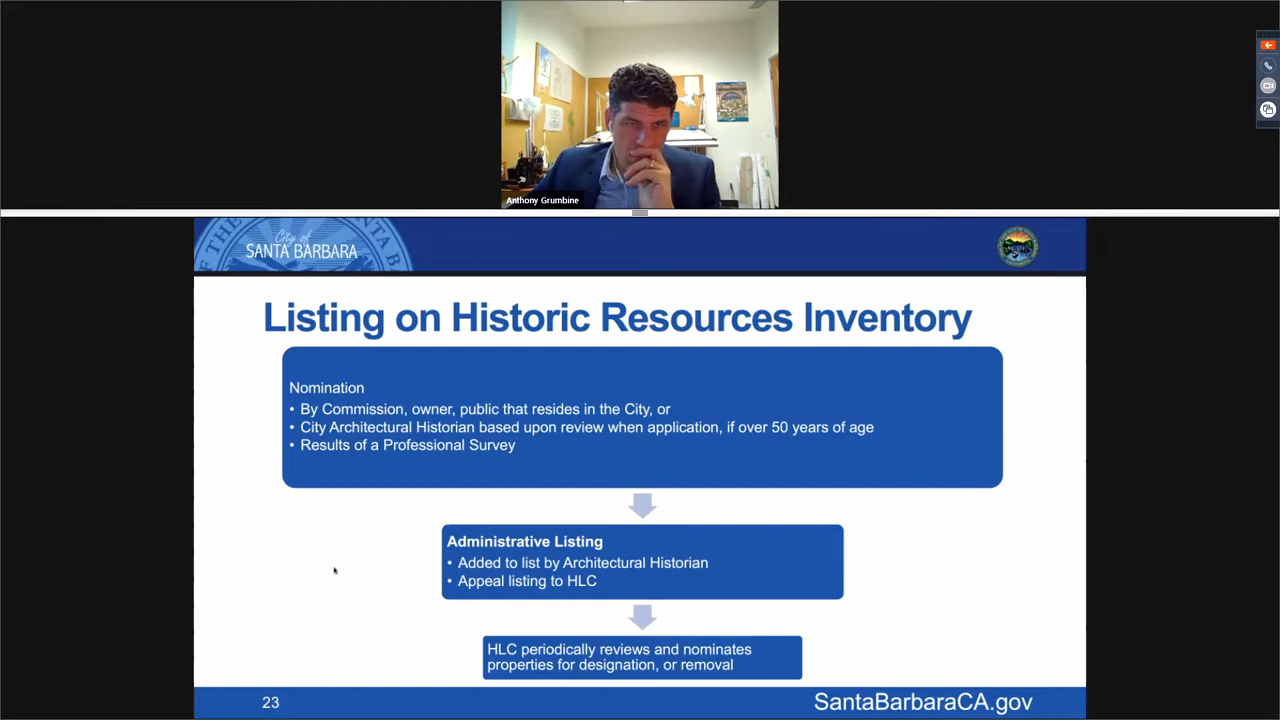 Anthony Grumbine
City of
SANTA BARBARA
Listing on Historic Resources Inventory
Nomination
• By Commission, owner, public that resides in the City, or
• City Architectural Historian based upon review when application, if over 50 years of age
• Results of a Professional Survey
Administrative Listing
• Added to list by Architectural Historian
• Appeal listing to HLC
HLC periodically reviews and nominates
properties for designation, or removal
23
SantaBarbaraCA.gov